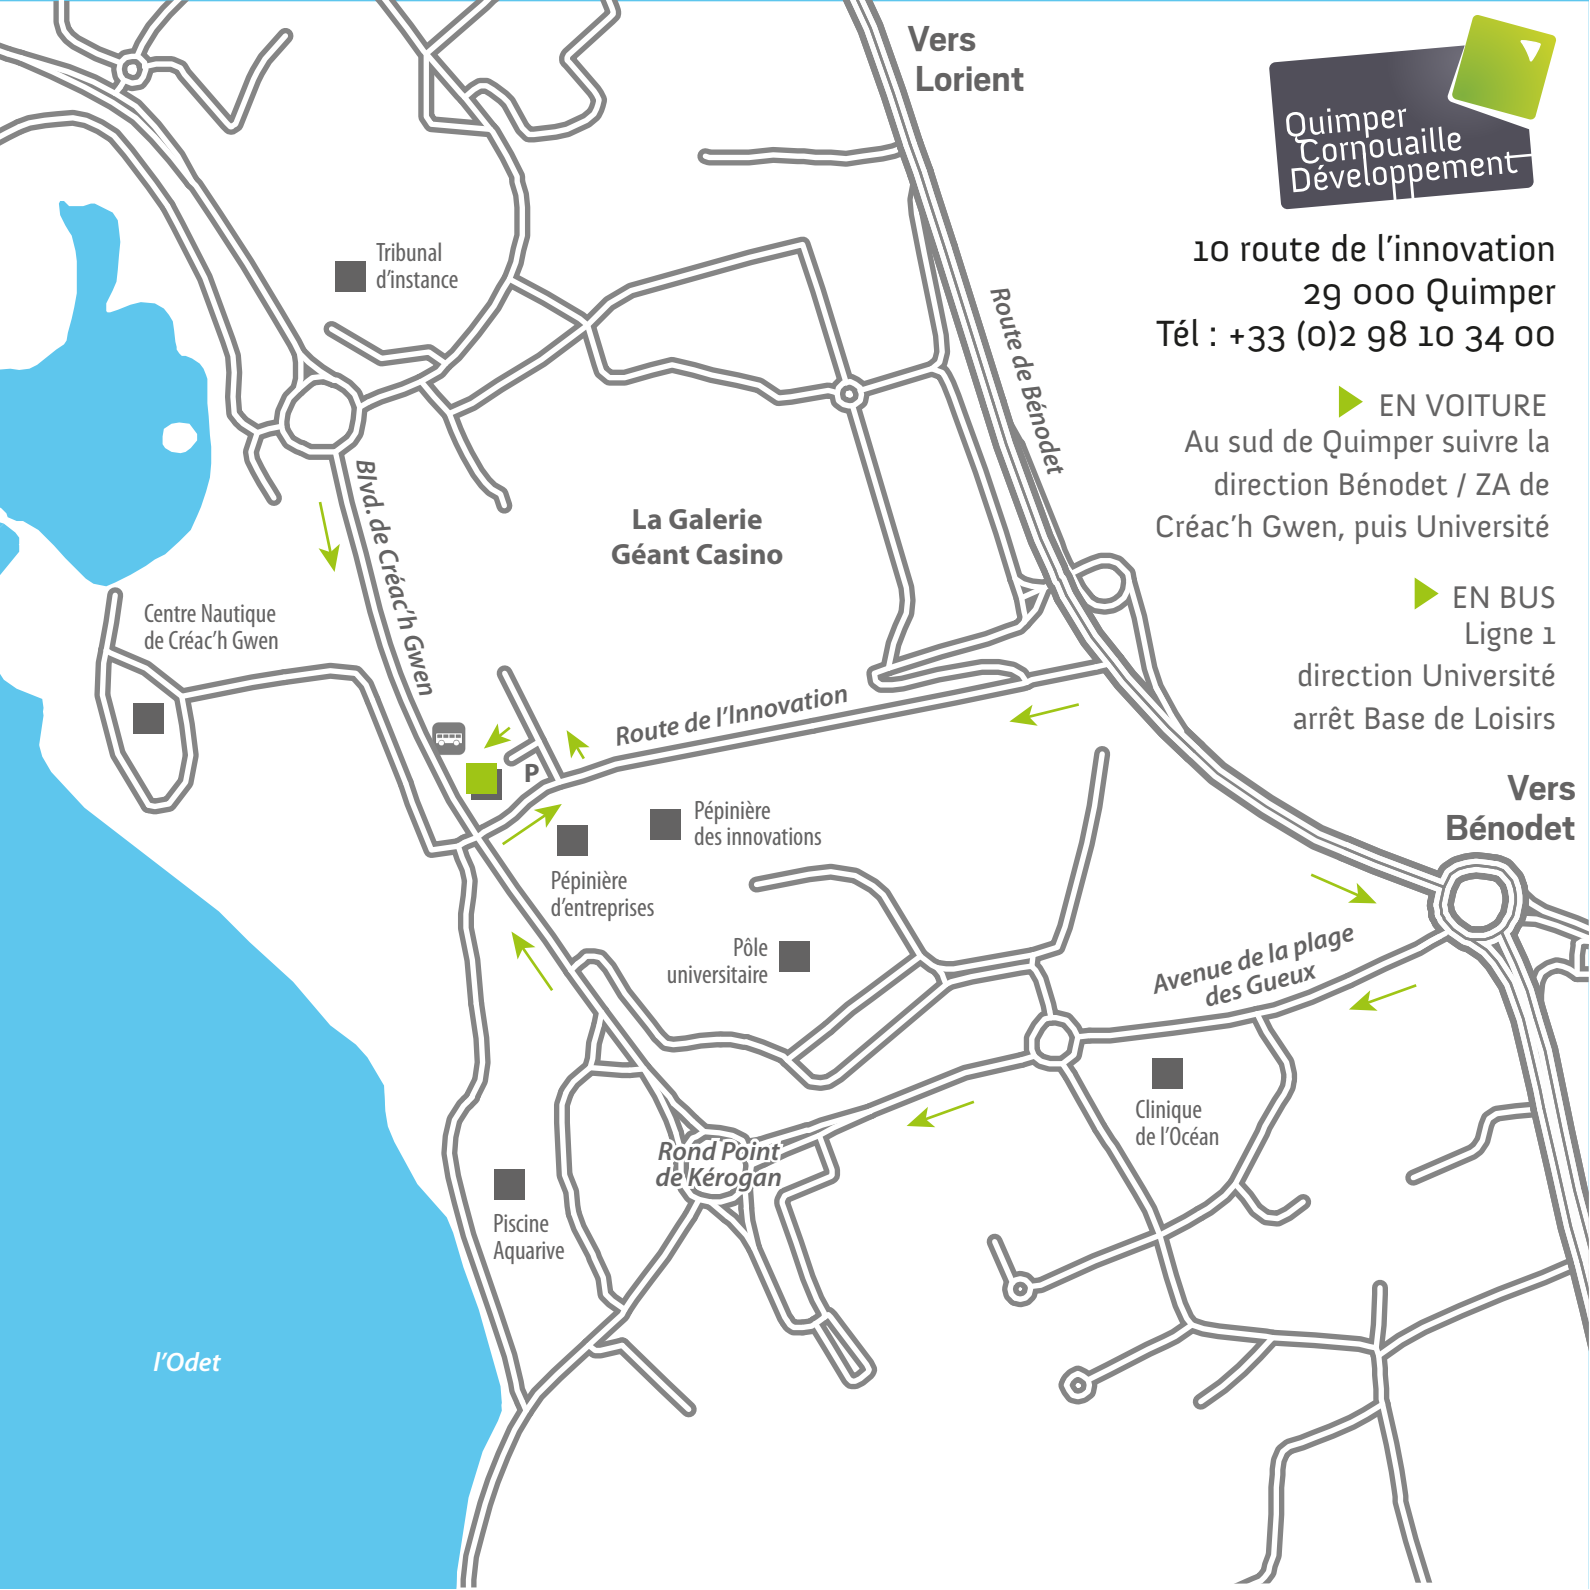 Vers
Lorient
Quimper
Cornouaille
Développement
10 route de l'innovation
29 000 Quimper
Tél : +33 (0)2 98 10 34 00
EN VOITURE
Au sud de Quimper suivre la
direction Bénodet / ZA de
Créac'h Gwen, puis Université
EN BUS
Ligne 1
direction Université
arrêt Base de Loisirs
Tribunal
d'instance
Route de Bénodet
Blvd. de Créac'h Gwen
La Galerie
Géant Casino
Centre Nautique
de Créac'h Gwen
Route de l'Innovation
P
Vers
Bénodet
Pépinière
des innovations
Pépinière
d'entreprises
Pôle
universitaire
Avenue de la plage
des Gueux
Clinique
de l'Océan
Rond Point
de Kérogan
Piscine
Aquarive
l'Odet